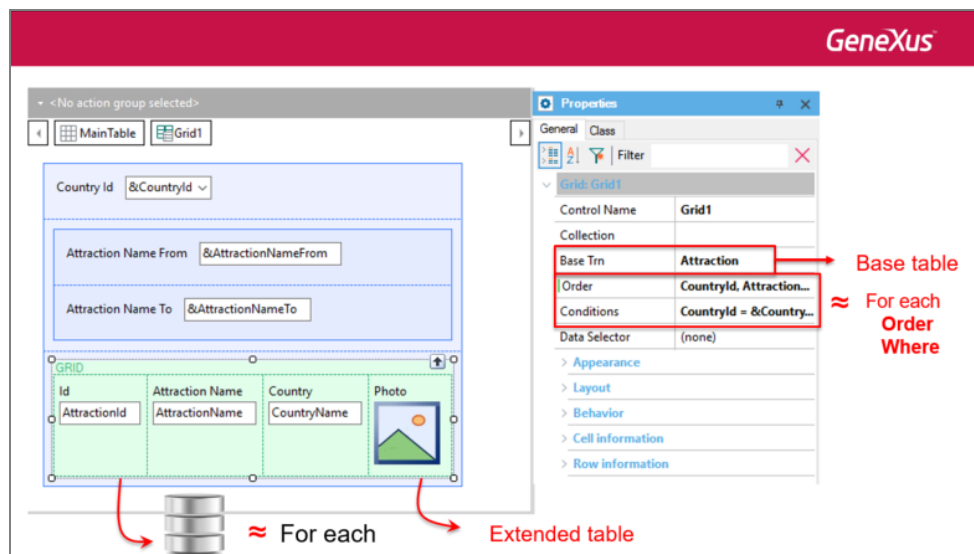 GeneXus
<No action group selected>
MainTable
Grid1
Country Id
&CountryId
Attraction Name From
&AttractionNameFrom
Attraction Name To
&AttractionNameTo
GRID
Id
Attraction Name
Country
Photo
AttractionId
AttractionName
CountryName
≈ For each
Extended table
Properties
General
Class
Filter
Grid: Grid1
Control Name
Grid1
Collection
Base Trn
Attraction
Order
CountryId, Attraction...
Conditions
CountryId = &Country...
Data Selector
(none)
Appearance
Layout
Behavior
Cell information
Row information
Base table
≈ For each
Order
Where